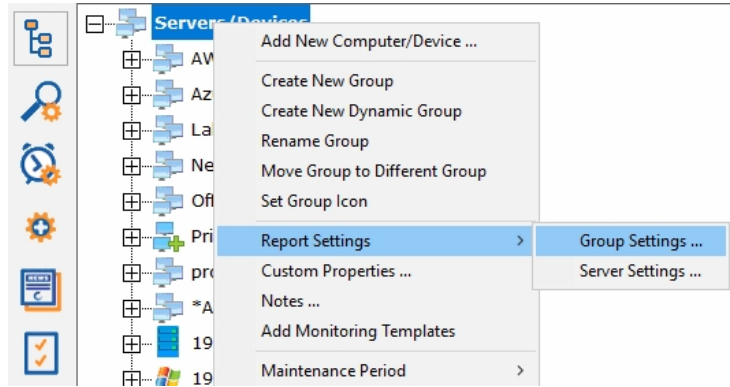 Servers/Devices
Add New Computer/Device ...
AW
Create New Group
Az
Create New Dynamic Group
La
Rename Group
Ne
Move Group to Different Group
Off
Set Group Icon
Pri
Report Settings
Group Settings ...
pro
Custom Properties ...
Server Settings ...
*A
Notes ...
19
Add Monitoring Templates
19
Maintenance Period